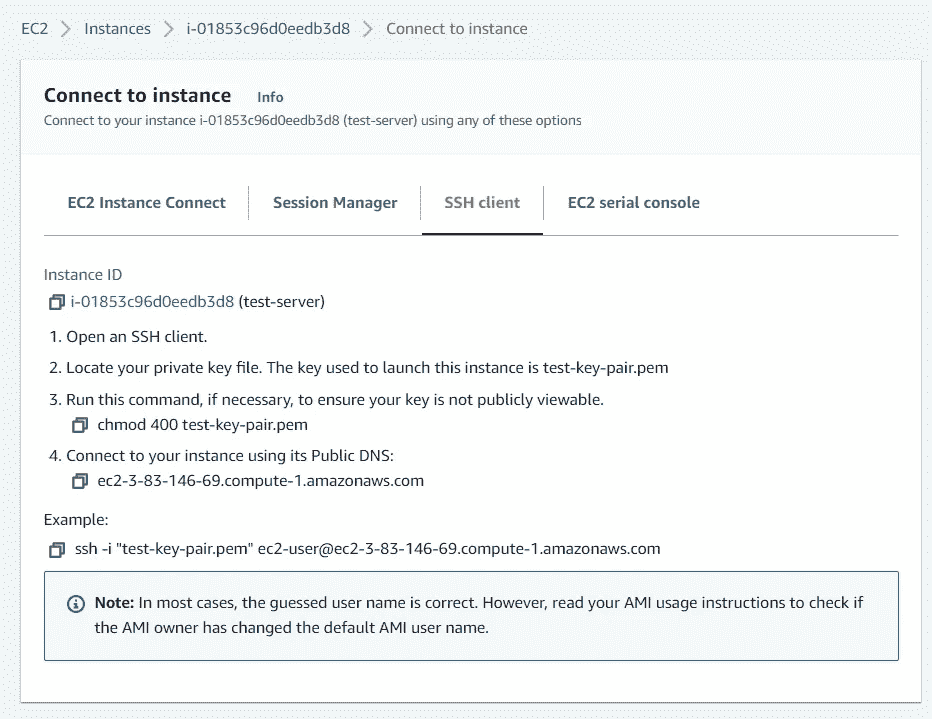 EC2 > Instances > i-01853c96d0eedb3d8 > Connect to instance
Connect to instance Info
Connect to your instance i-01853c96d0eedb3d8 (test-server) using any of these options
EC2 Instance Connect Session Manager SSH client EC2 serial console
Instance ID
i-01853c96d0eedb3d8 (test-server)
1. Open an SSH client.
2. Locate your private key file. The key used to launch this instance is test-key-pair.pem
3. Run this command, if necessary, to ensure your key is not publicly viewable.
chmod 400 test-key-pair.pem
4. Connect to your instance using its Public DNS:
ec2-3-83-146-69.compute-1.amazonaws.com
Example:
ssh -i "test-key-pair.pem" ec2-user@ec2-3-83-146-69.compute-1.amazonaws.com
Note: In most cases, the guessed user name is correct. However, read your AMI usage instructions to check if
the AMI owner has changed the default AMI user name.